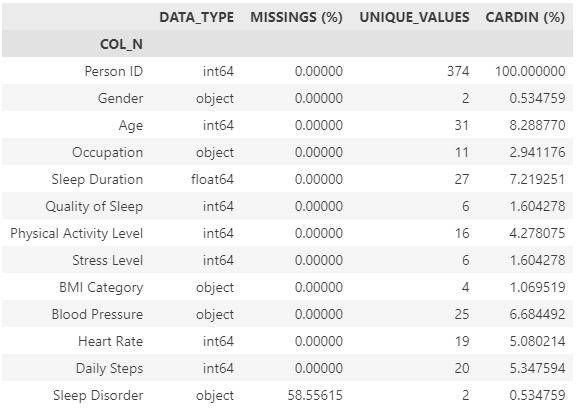 DATA_TYPE MISSINGS (%) UNIQUE_VALUES CARDIN (%)
COL_N
Person ID int64 0.00000 374 100.000000
Gender object 0.00000 2 0.534759
Age int64 0.00000 31 8.288770
Occupation object 0.00000 11 2.941176
Sleep Duration float64 0.00000 27 7.219251
Quality of Sleep int64 0.00000 6 1.604278
Physical Activity Level int64 0.00000 16 4.278075
Stress Level int64 0.00000 6 1.604278
BMI Category object 0.00000 4 1.069519
Blood Pressure object 0.00000 25 6.684492
Heart Rate int64 0.00000 19 5.080214
Daily Steps int64 0.00000 20 5.347594
Sleep Disorder object 58.55615 2 0.534759